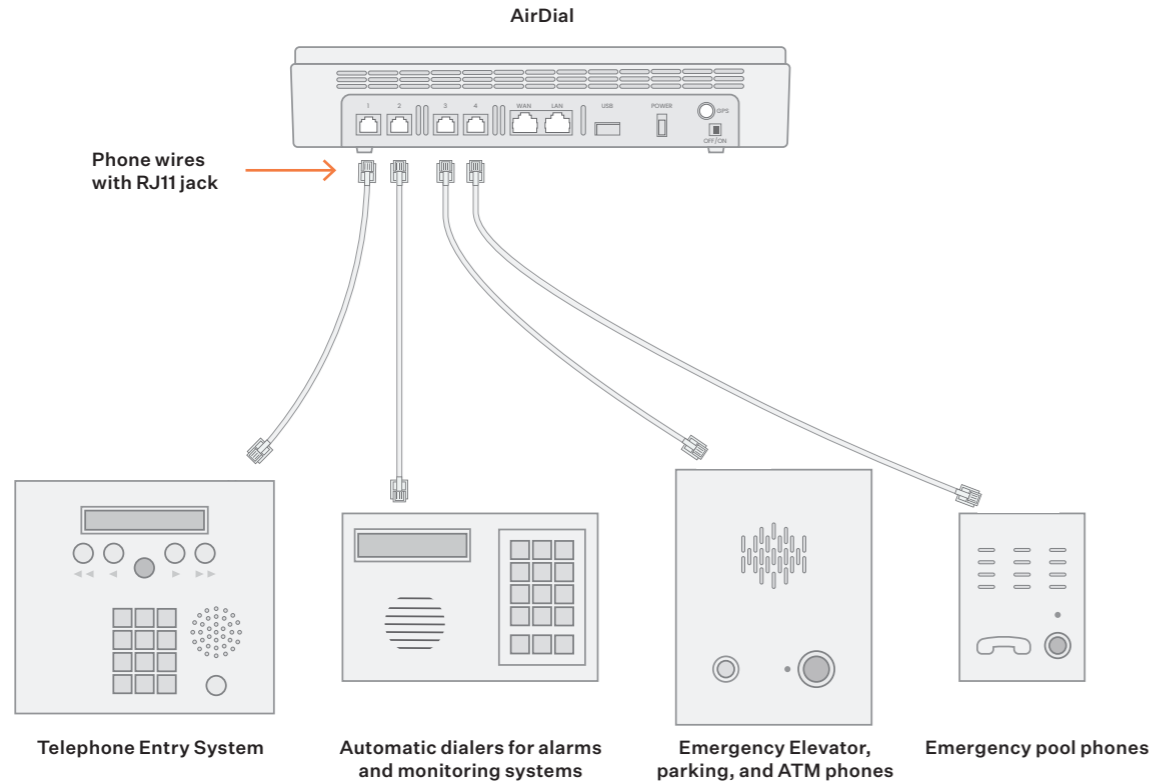 AirDial
1 2 3 4 WAN LAN USB POWER GPS
OFF/ON
Phone wires
with RJ11 jack
Telephone Entry System
Automatic dialers for alarms
and monitoring systems
Emergency Elevator,
parking, and ATM phones
Emergency pool phones